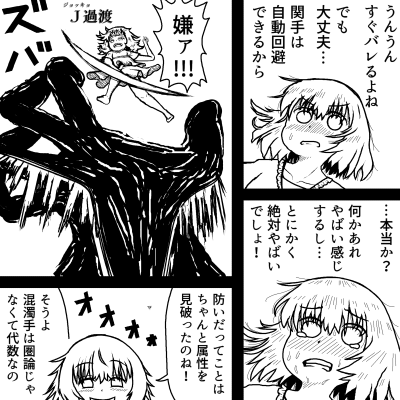 うんうん
すぐバレるよね
でも
大丈夫…
関手は
自動回避
できるから
…本当か？
何かあれ
やばい感じ
するし…
とにかく
絶対やばい
でしょ！
嫌ァ!!!
ジョッキョ
J過渡
ズバ
防いだってことは
ちゃんと属性を
見破ったのね！
オオオオ
そうよ
混濁手は圏論じゃ
なくて代数なの